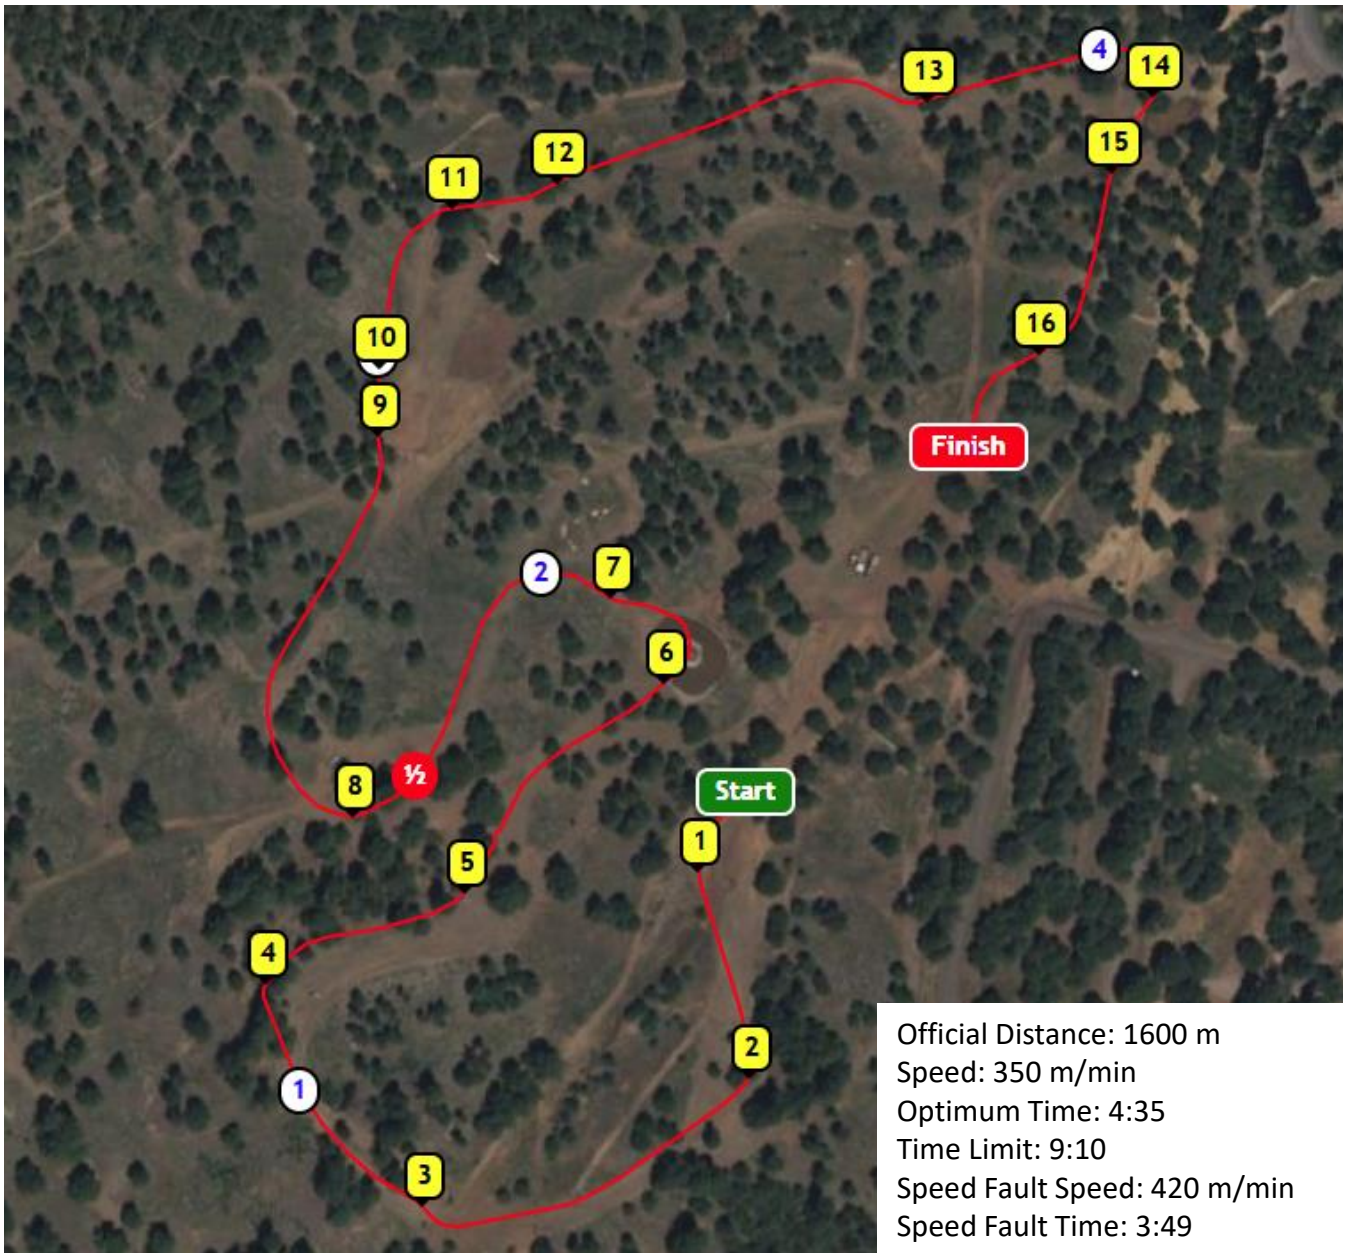 4
14
13
15
12
11
16
10
9
Finish
7
2
6
½
8
Start
1
5
4
2
1
3
Official Distance: 1600 m
Speed: 350 m/min
Optimum Time: 4:35
Time Limit: 9:10
Speed Fault Speed: 420 m/min
Speed Fault Time: 3:49